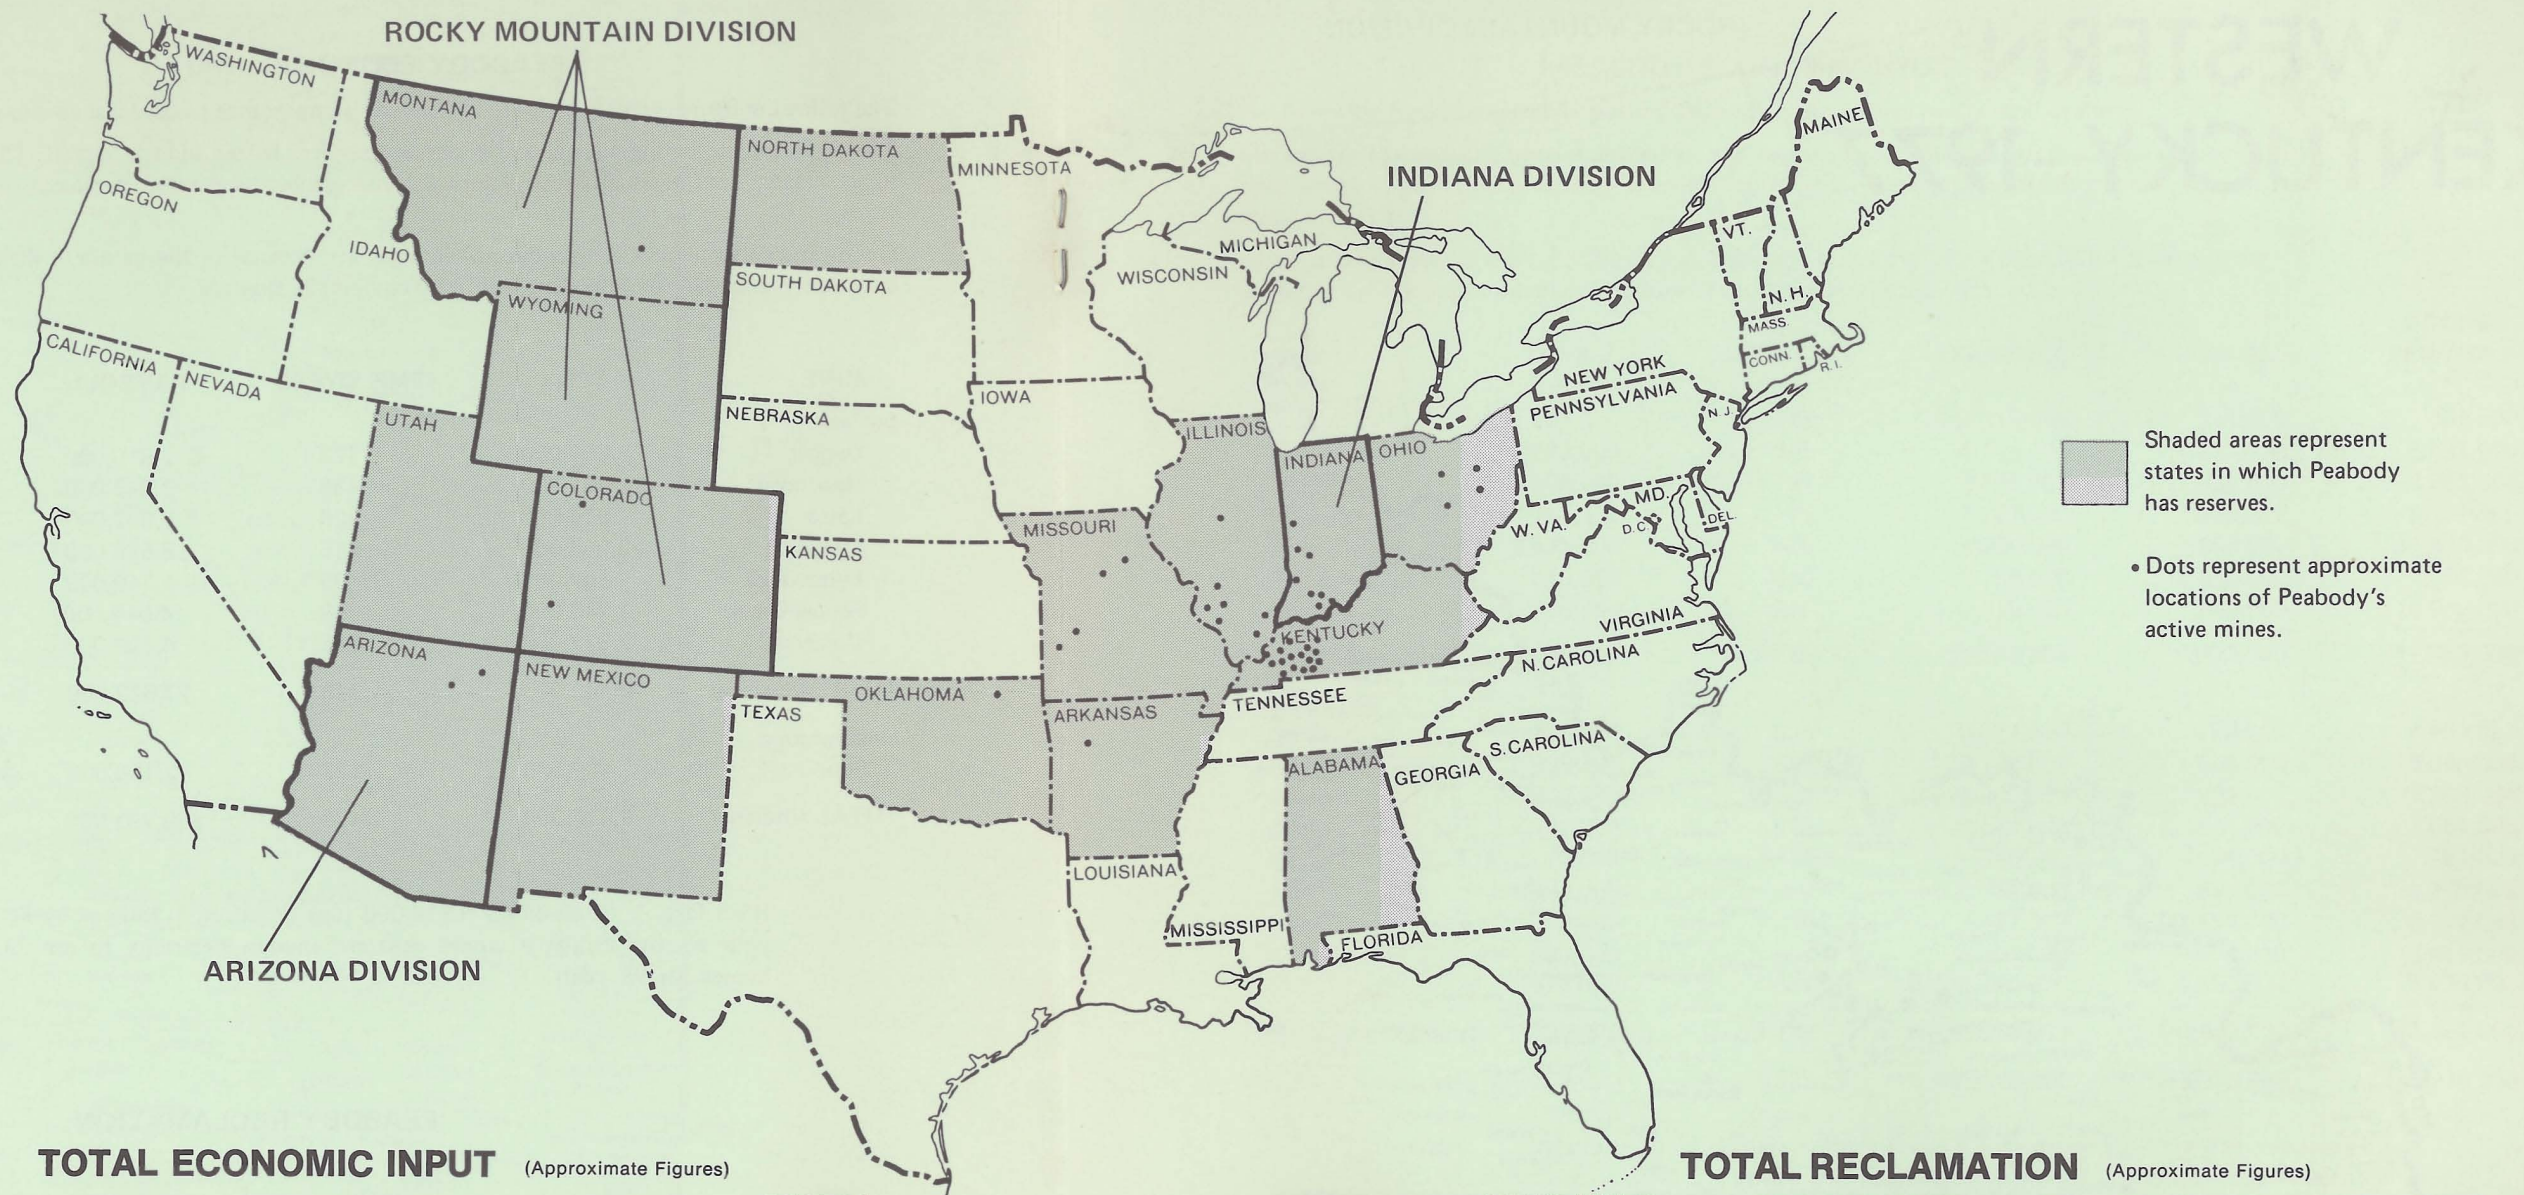 ROCKY MOUNTAIN DIVISION
WASHINGTON
MONTANA
NORTH DAKOTA
MINNESOTA
MAINE
OREGON
IDAHO
INDIANA DIVISION
VT.
MICHIGAN
WISCONSIN
SOUTH DAKOTA
WYOMING
N.H.
MASS.
CONN.
R.I.
CALIFORNIA
NEVADA
UTAH
NEBRASKA
IOWA
NEW YORK
PENNSYLVANIA
N.J.
ILLINOIS
INDIANA
OHIO
COLORADO
KANSAS
MISSOURI
W.VA.
MD.
D.C.
DEL.
Shaded areas represent
states in which Peabody
has reserves.
• Dots represent approximate
locations of Peabody's
active mines.
ARIZONA
NEW MEXICO
KENTUCKY
VIRGINIA
N.CAROLINA
TEXAS
OKLAHOMA
ARKANSAS
TENNESSEE
S.CAROLINA
ALABAMA
GEORGIA
LOUISIANA
MISSISSIPPI
FLORIDA
ARIZONA DIVISION
TOTAL ECONOMIC INPUT (Approximate Figures)
TOTAL RECLAMATION (Approximate Figures)